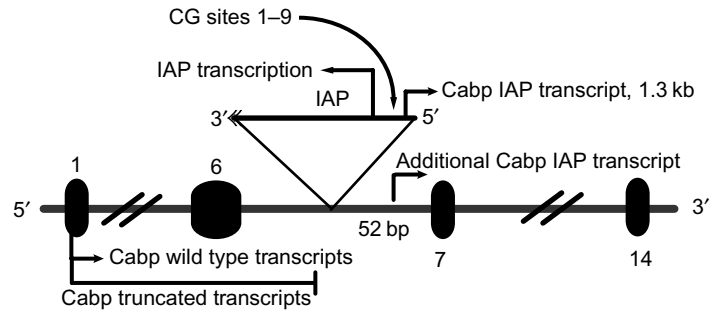 CG sites 1–9
IAP transcription
IAP
Cabp IAP transcript, 1.3 kb
3′
5′
1
6
Additional Cabp IAP transcript
5′
3′
52 bp
7
14
Cabp wild type transcripts
Cabp truncated transcripts